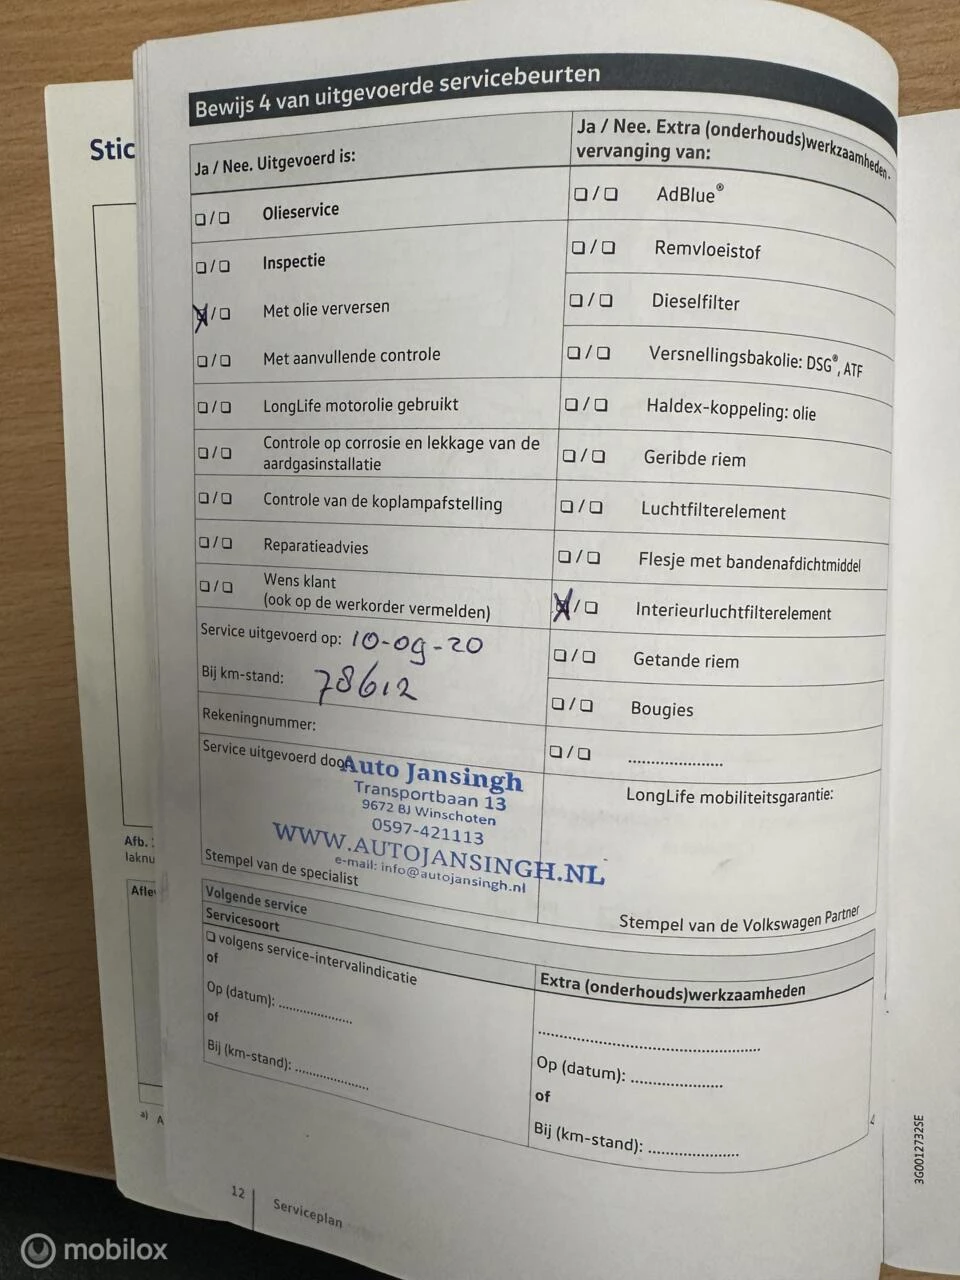 Stic
Bewijs 4 van uitgevoerde servicebeurten
Ja / Nee. Uitgevoerd is:
❑ / ❑ Olieservice
❑ / ❑ Inspectie
☒ / ❑ Met olie verversen
❑ / ❑ Met aanvullende controle
❑ / ❑ LongLife motorolie gebruikt
❑ / ❑ Controle op corrosie en lekkage van de
aardgasinstallatie
❑ / ❑ Controle van de koplampafstelling
❑ / ❑ Reparatieadvies
❑ / ❑ Wens klant
(ook op de werkorder vermelden)
Service uitgevoerd op: 10-09-20
Bij km-stand: 78612
Rekeningnummer:
Service uitgevoerd door
Auto Jansingh
Transportbaan 13
9672 BJ Winschoten
0597-421113
WWW.AUTOJANSINGH.NL
e-mail: info@autojansingh.nl
Stempel van de specialist
Ja / Nee. Extra (onderhouds)werkzaamheden -
vervanging van:
❑ / ❑ AdBlue®
❑ / ❑ Remvloeistof
❑ / ❑ Dieselfilter
❑ / ❑ Versnellingsbakolie: DSG®, ATF
❑ / ❑ Haldex-koppeling: olie
❑ / ❑ Geribde riem
❑ / ❑ Luchtfilterelement
❑ / ❑ Flesje met bandenafdichtmiddel
☒ / ❑ Interieurluchtfilterelement
❑ / ❑ Getande riem
❑ / ❑ Bougies
❑ / ❑ ......................
LongLife mobiliteitsgarantie:
Stempel van de Volkswagen Partner
Volgende service
Servicesoort
❑ volgens service-intervalindicatie
of
Op (datum): .................
of
Bij (km-stand): .................
Extra (onderhouds)werkzaamheden
....................................................
Op (datum): .....................
of
Bij (km-stand): .....................
12 Serviceplan
Afb.
laknu
Afle
a) A
3G0012732SE
mobilox